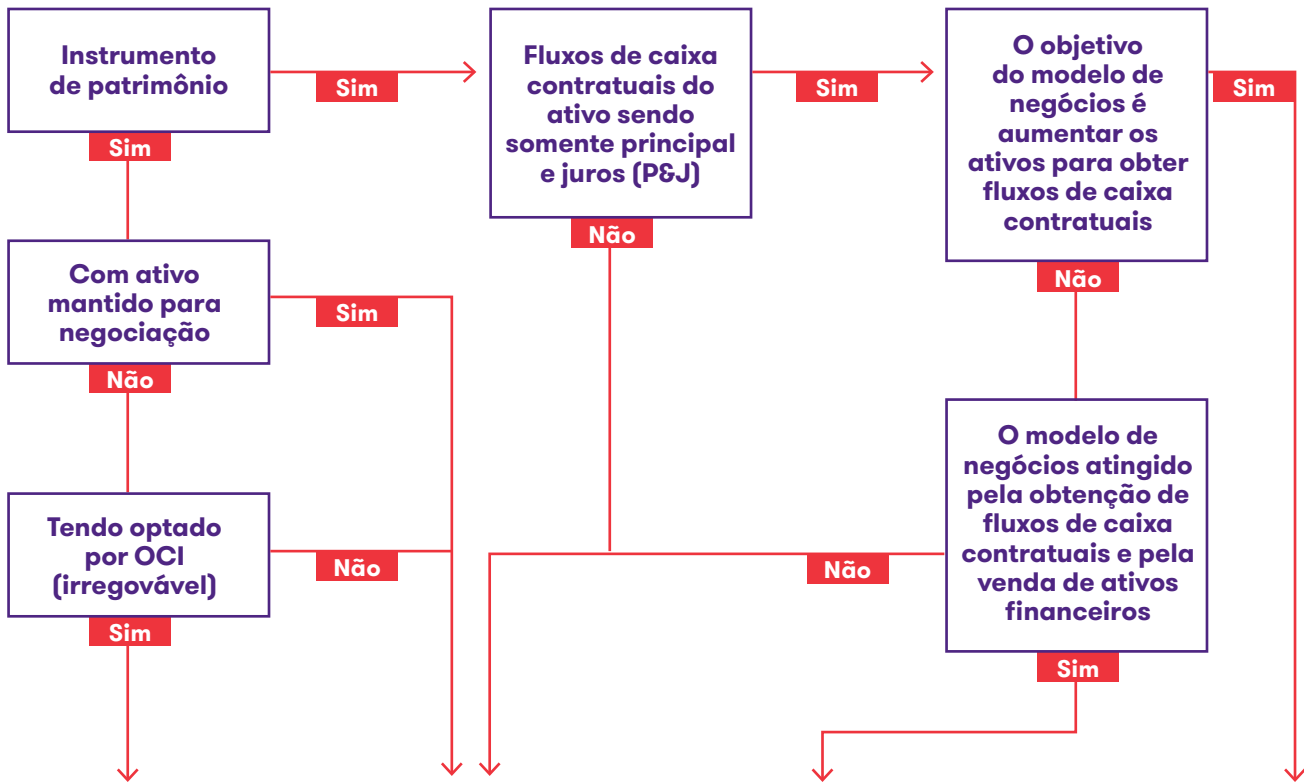 Instrumento
de patrimônio
Sim
Sim
Fluxos de caixa
contratuais do
ativo sendo
somente principal
e juros (P&J)
Sim
Não
O objetivo
do modelo de
negócios é
aumentar os
ativos para obter
fluxos de caixa
contratuais
Sim
Não
Com ativo
mantido para
negociação
Sim
Não
Tendo optado
por OCI
(irregovável)
Não
Sim
O modelo de
negócios atingido
pela obtenção de
fluxos de caixa
contratuais e pela
venda de ativos
financeiros
Não
Sim